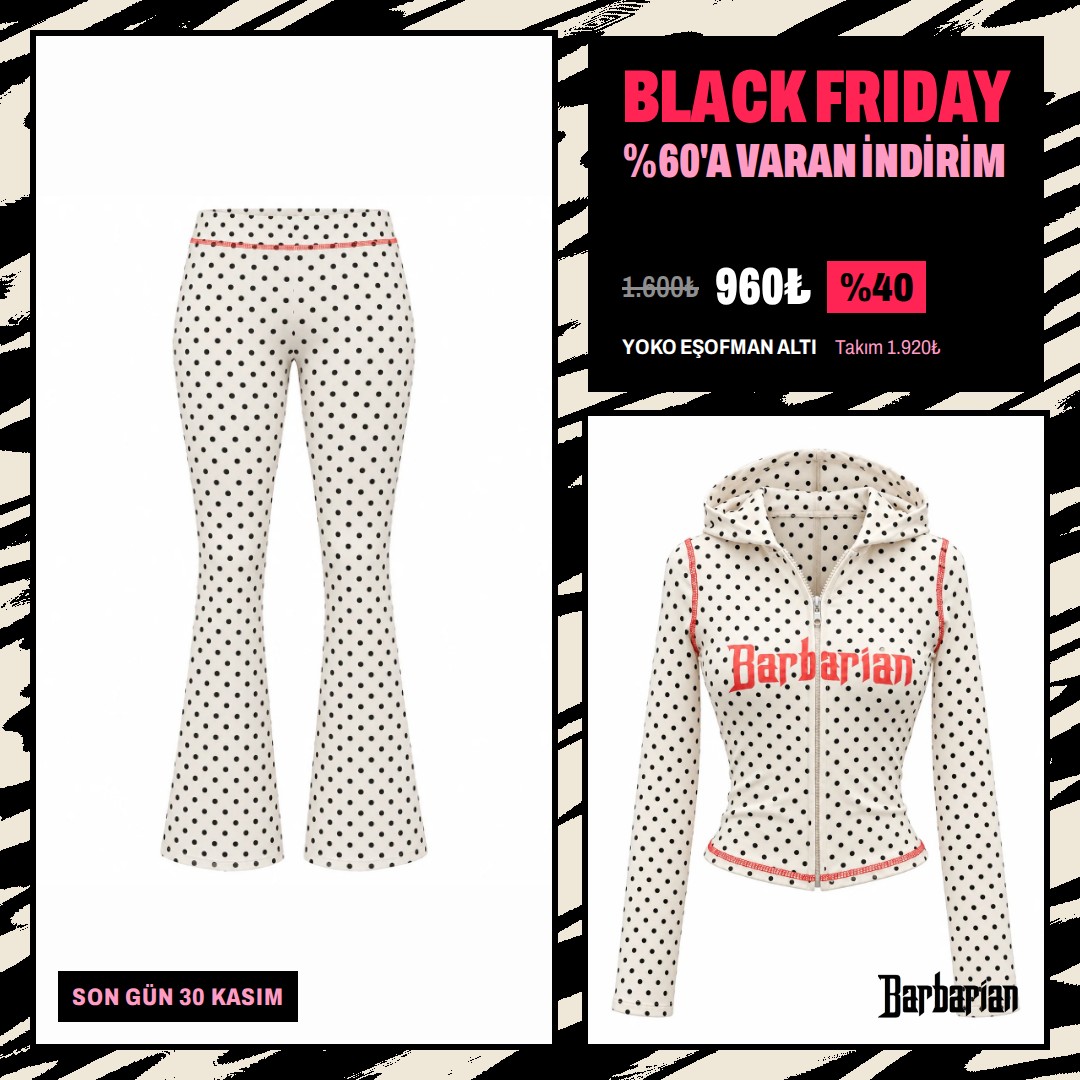 BLACK FRIDAY
%60'A VARAN İNDİRİM
1.600₺ 960₺ %40
YOKO EŞOFMAN ALTI Takım 1.920₺
Barbarian
SON GÜN 30 KASIM
Barbarian